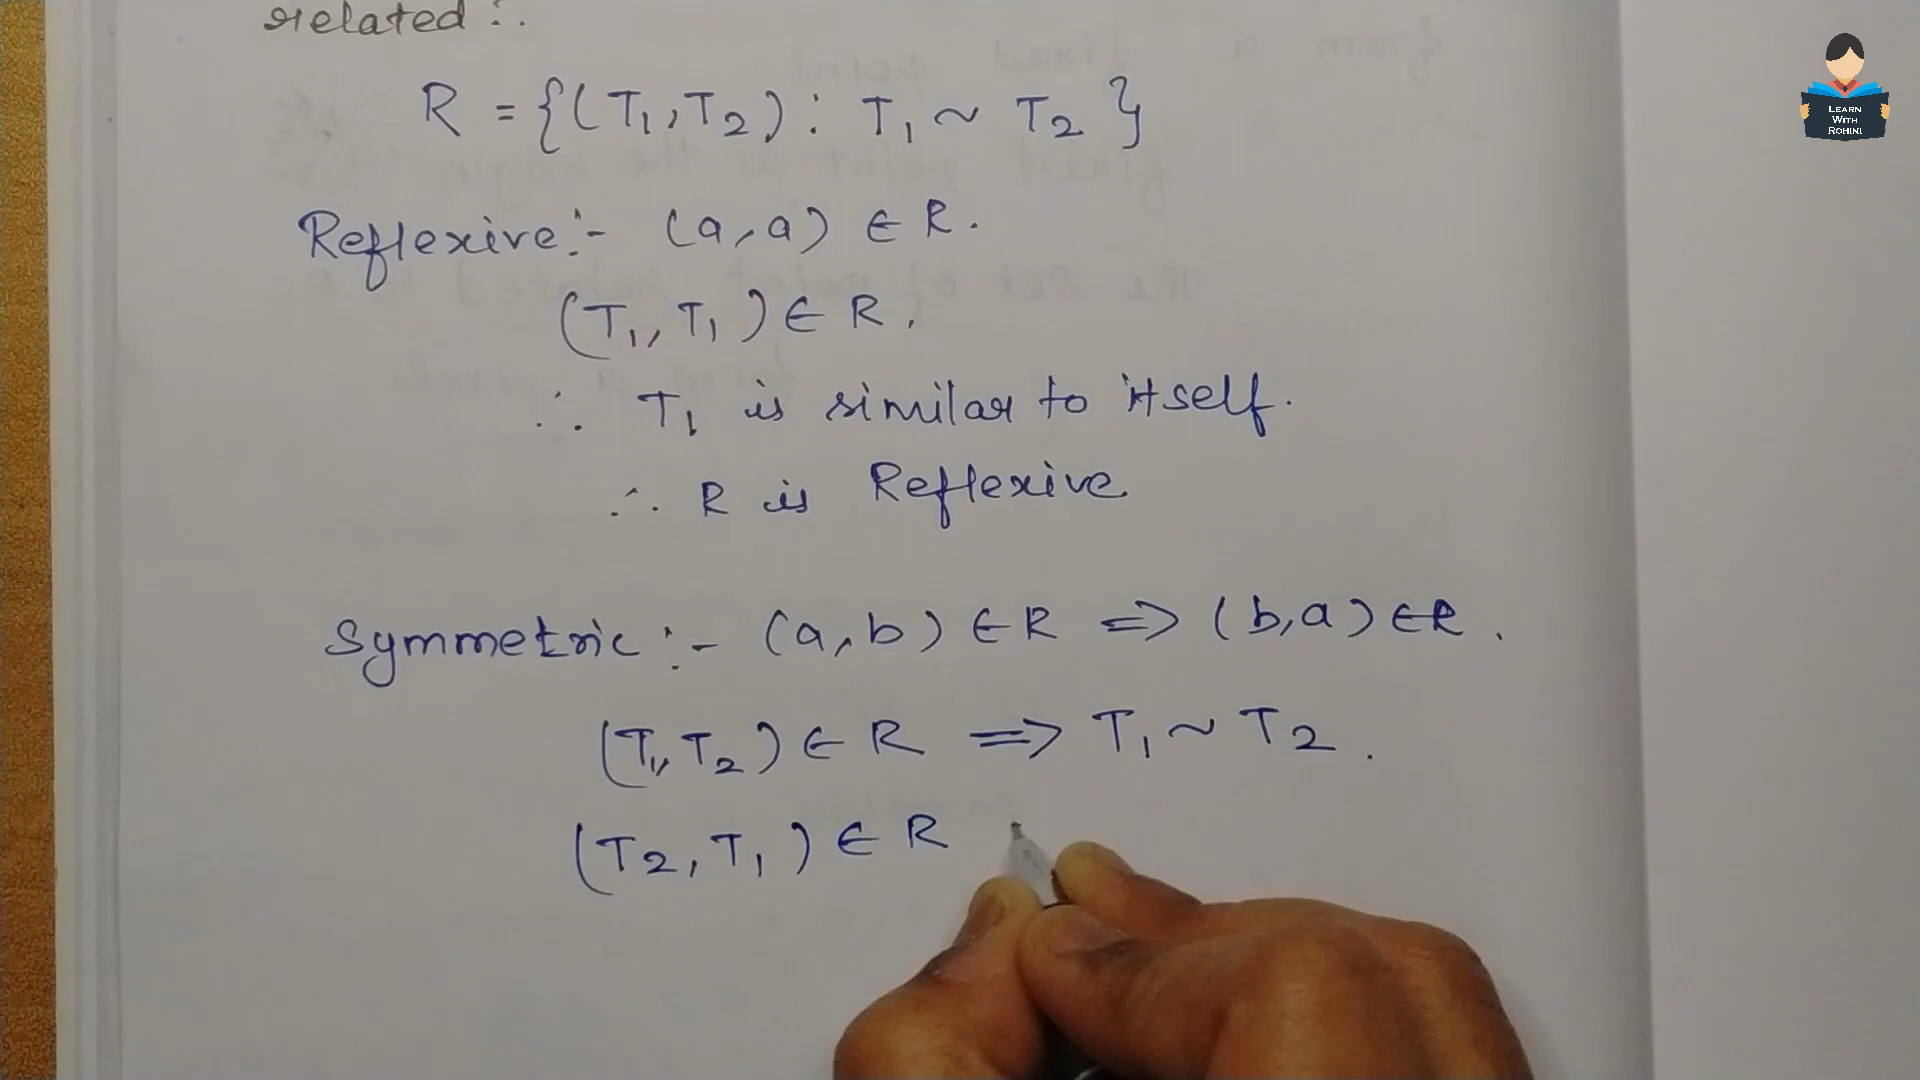 related :.
R = {(T1, T2) : T1 ~ T2 }
Reflexive :- (a, a) ∈ R.
(T1, T1) ∈ R.
∴ T1 is similar to itself.
∴ R is Reflexive
Symmetric :- (a, b) ∈ R => (b, a) ∈ R.
(T1, T2) ∈ R => T1 ~ T2.
(T2, T1) ∈ R
LEARN
WITH
ROHINI